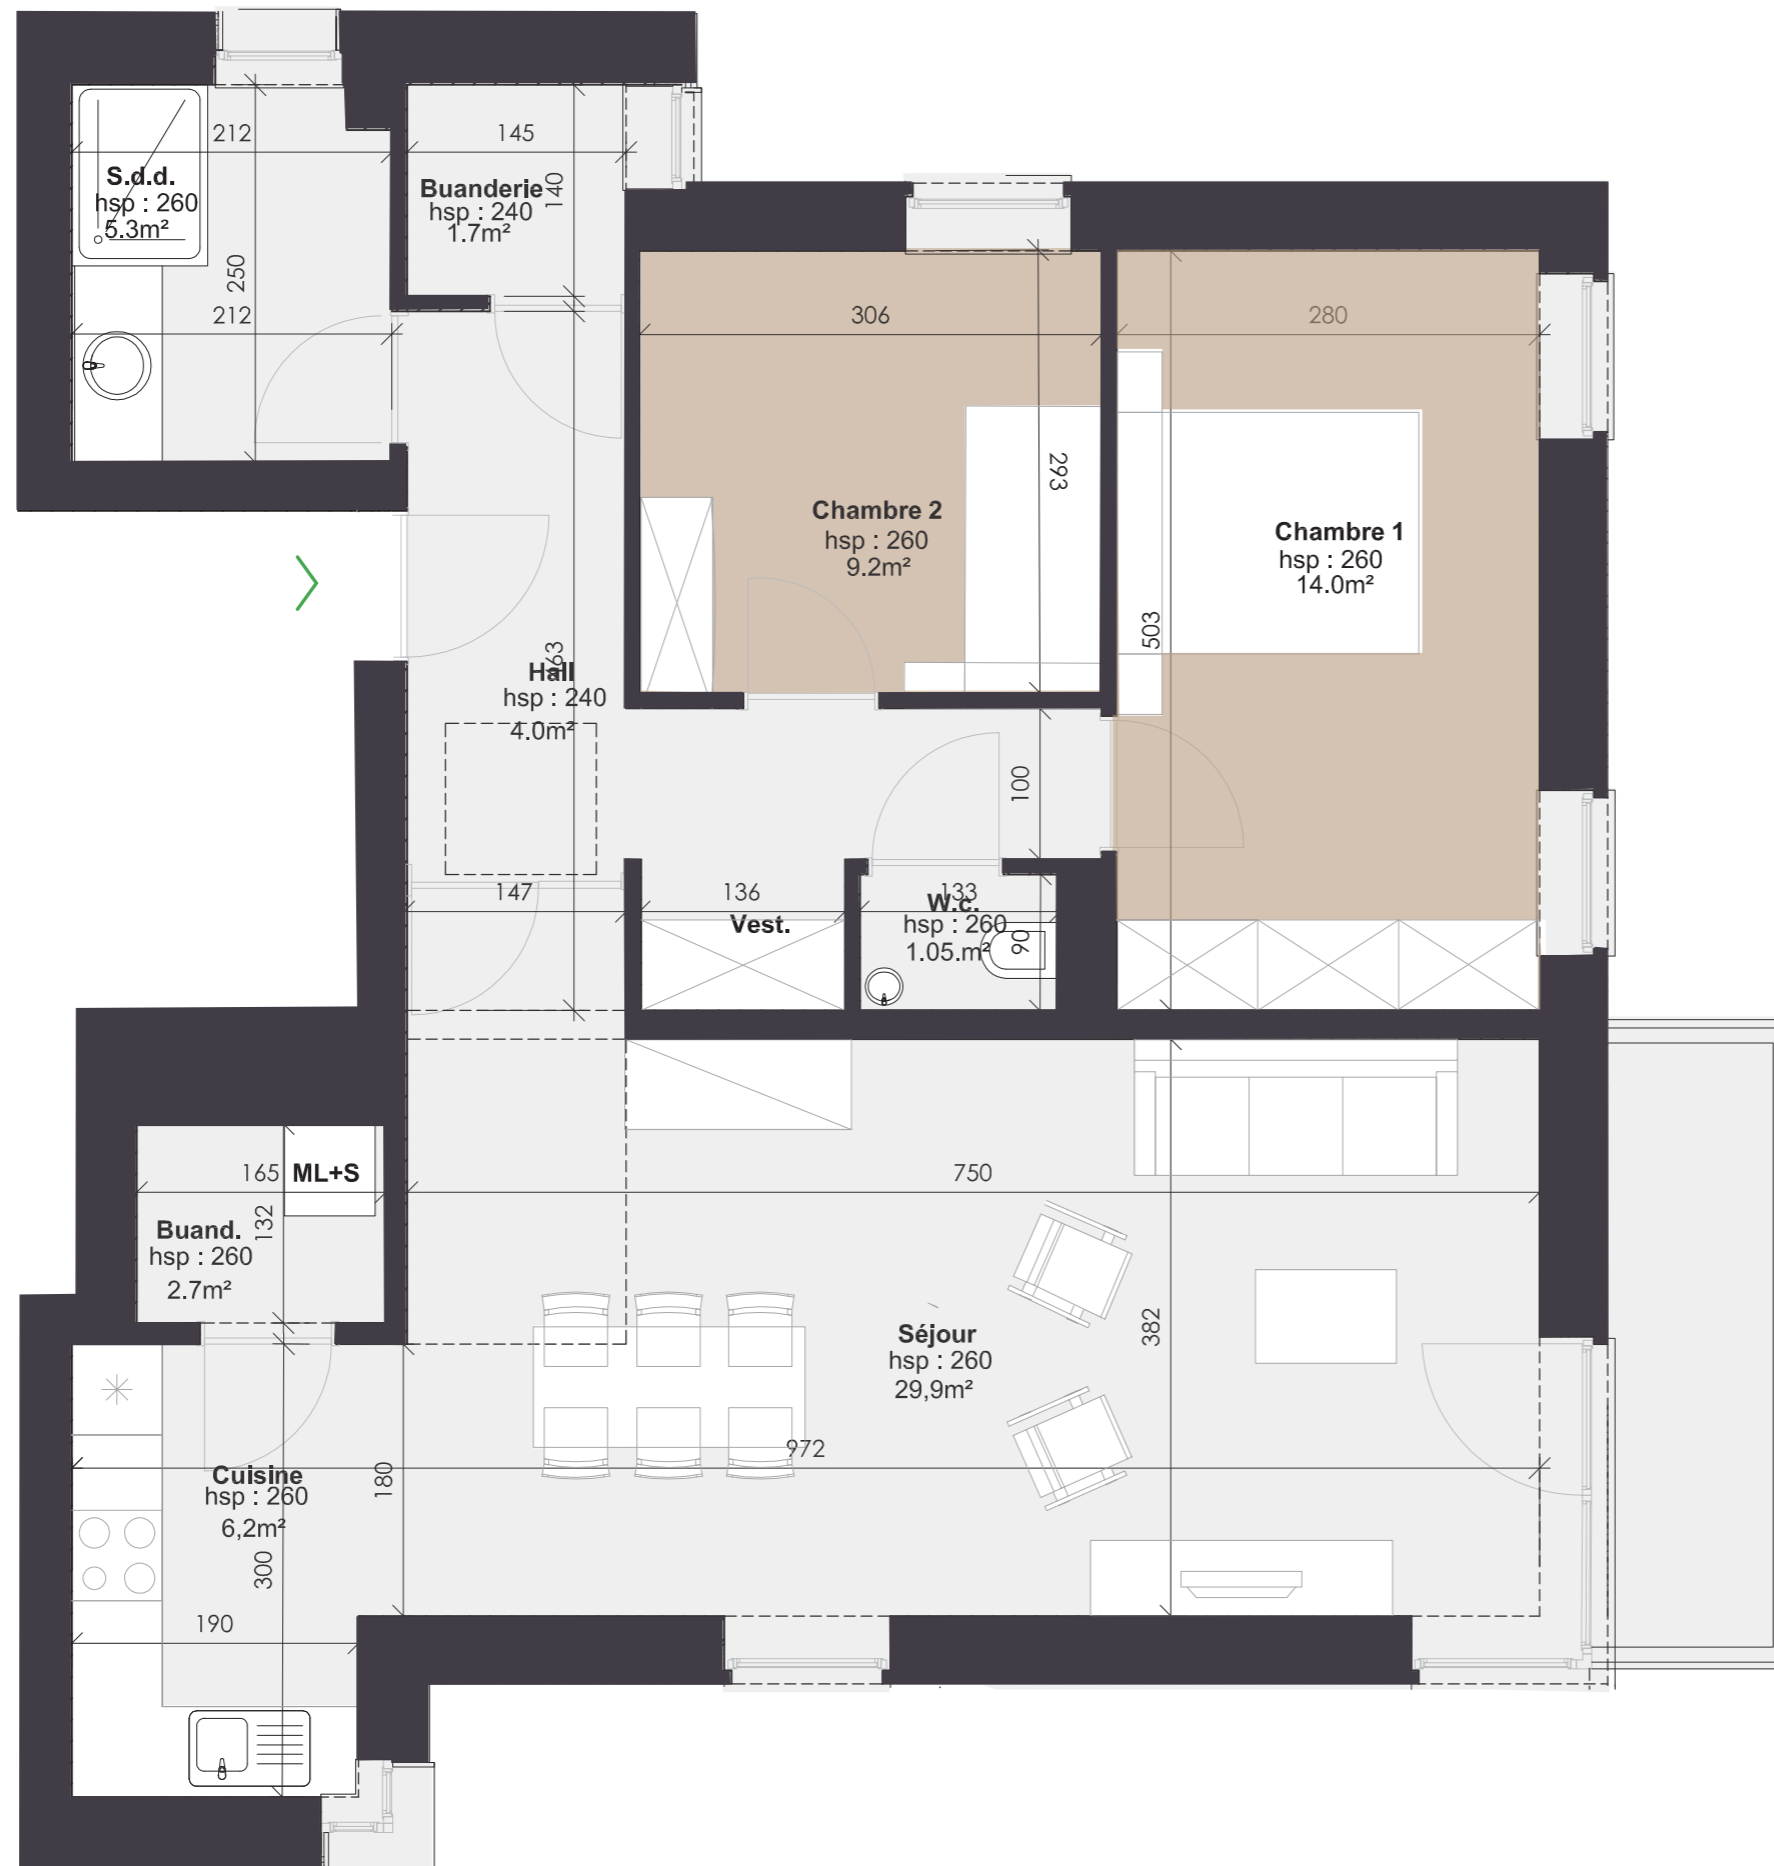 212
S.d.d.
hsp : 260
5.3m²
250
212
145
Buanderie
hsp : 240
1.7m²
140
306
293
Chambre 2
hsp : 260
9.2m²
280
503
Chambre 1
hsp : 260
14.0m²
Hall
hsp : 240
4.0m²
100
147
136
Vest.
133
W.c.
hsp : 260
1.05.m²
90
165
ML+S
132
Buand.
hsp : 260
2.7m²
750
382
Séjour
hsp : 260
29,9m²
972
180
Cuisine
hsp : 260
6,2m²
300
190